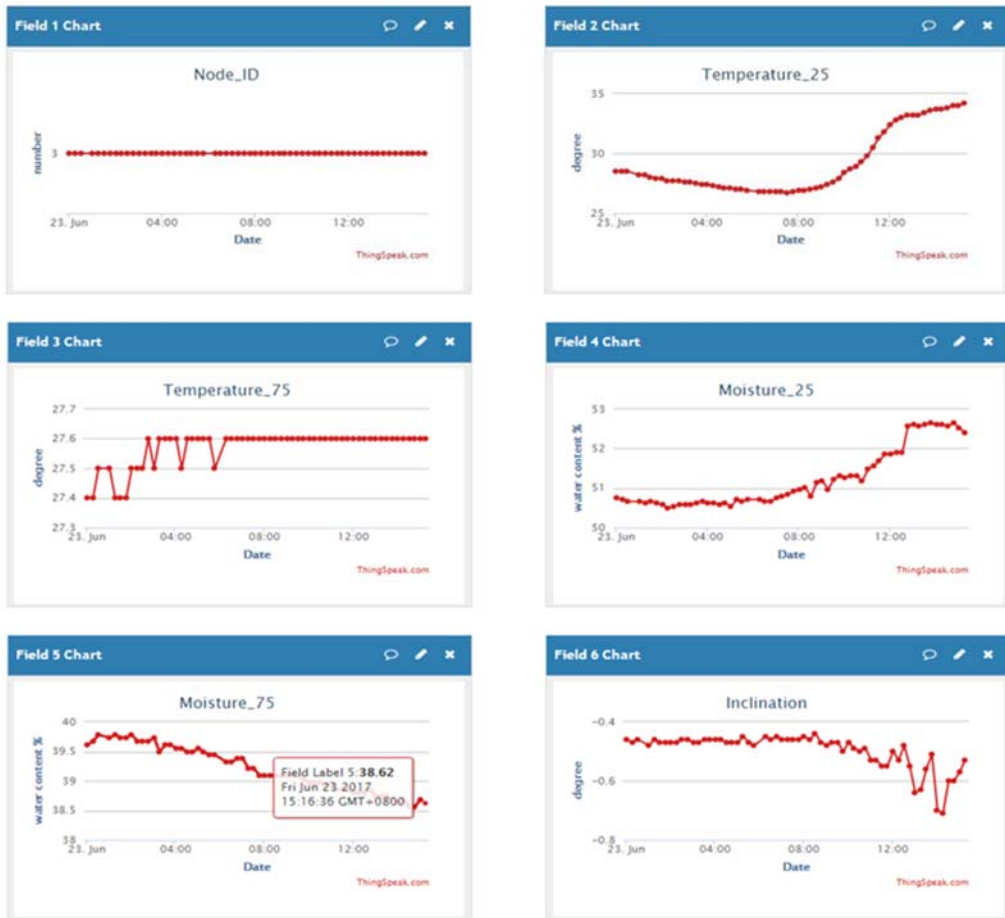 Field 1 Chart
Node_ID
number
3
23. Jun 04:00 08:00 12:00
Date
ThingSpeak.com
Field 2 Chart
Temperature_25
degree
35
30
25
23. Jun 04:00 08:00 12:00
Date
ThingSpeak.com
Field 3 Chart
Temperature_75
degree
27.7
27.6
27.5
27.4
27.3
23. Jun 04:00 08:00 12:00
Date
ThingSpeak.com
Field 4 Chart
Moisture_25
water content %
53
52
51
50
23. Jun 04:00 08:00 12:00
Date
ThingSpeak.com
Field 5 Chart
Moisture_75
water content %
40
39.5
39
38.5
38
Field Label 5:38.62
Fri Jun 23 2017
15:16:36 GMT+0800
23. Jun 04:00 08:00 12:00
Date
ThingSpeak.com
Field 6 Chart
Inclination
degree
-0.4
-0.6
-0.8
23. Jun 04:00 08:00 12:00
Date
ThingSpeak.com